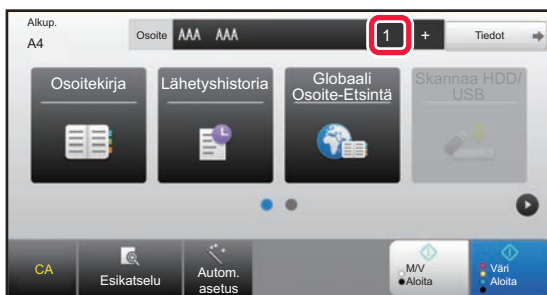 Alkup.
A4
Osoite AAA AAA 1 + Tiedot
Osoitekirja
Lähetyshistoria
Globaali
Osoite-Etsintä
Skannaa HDD/
USB
CA
Esikatselu
Autom.
asetus
M/V
Aloita
Väri
Aloita